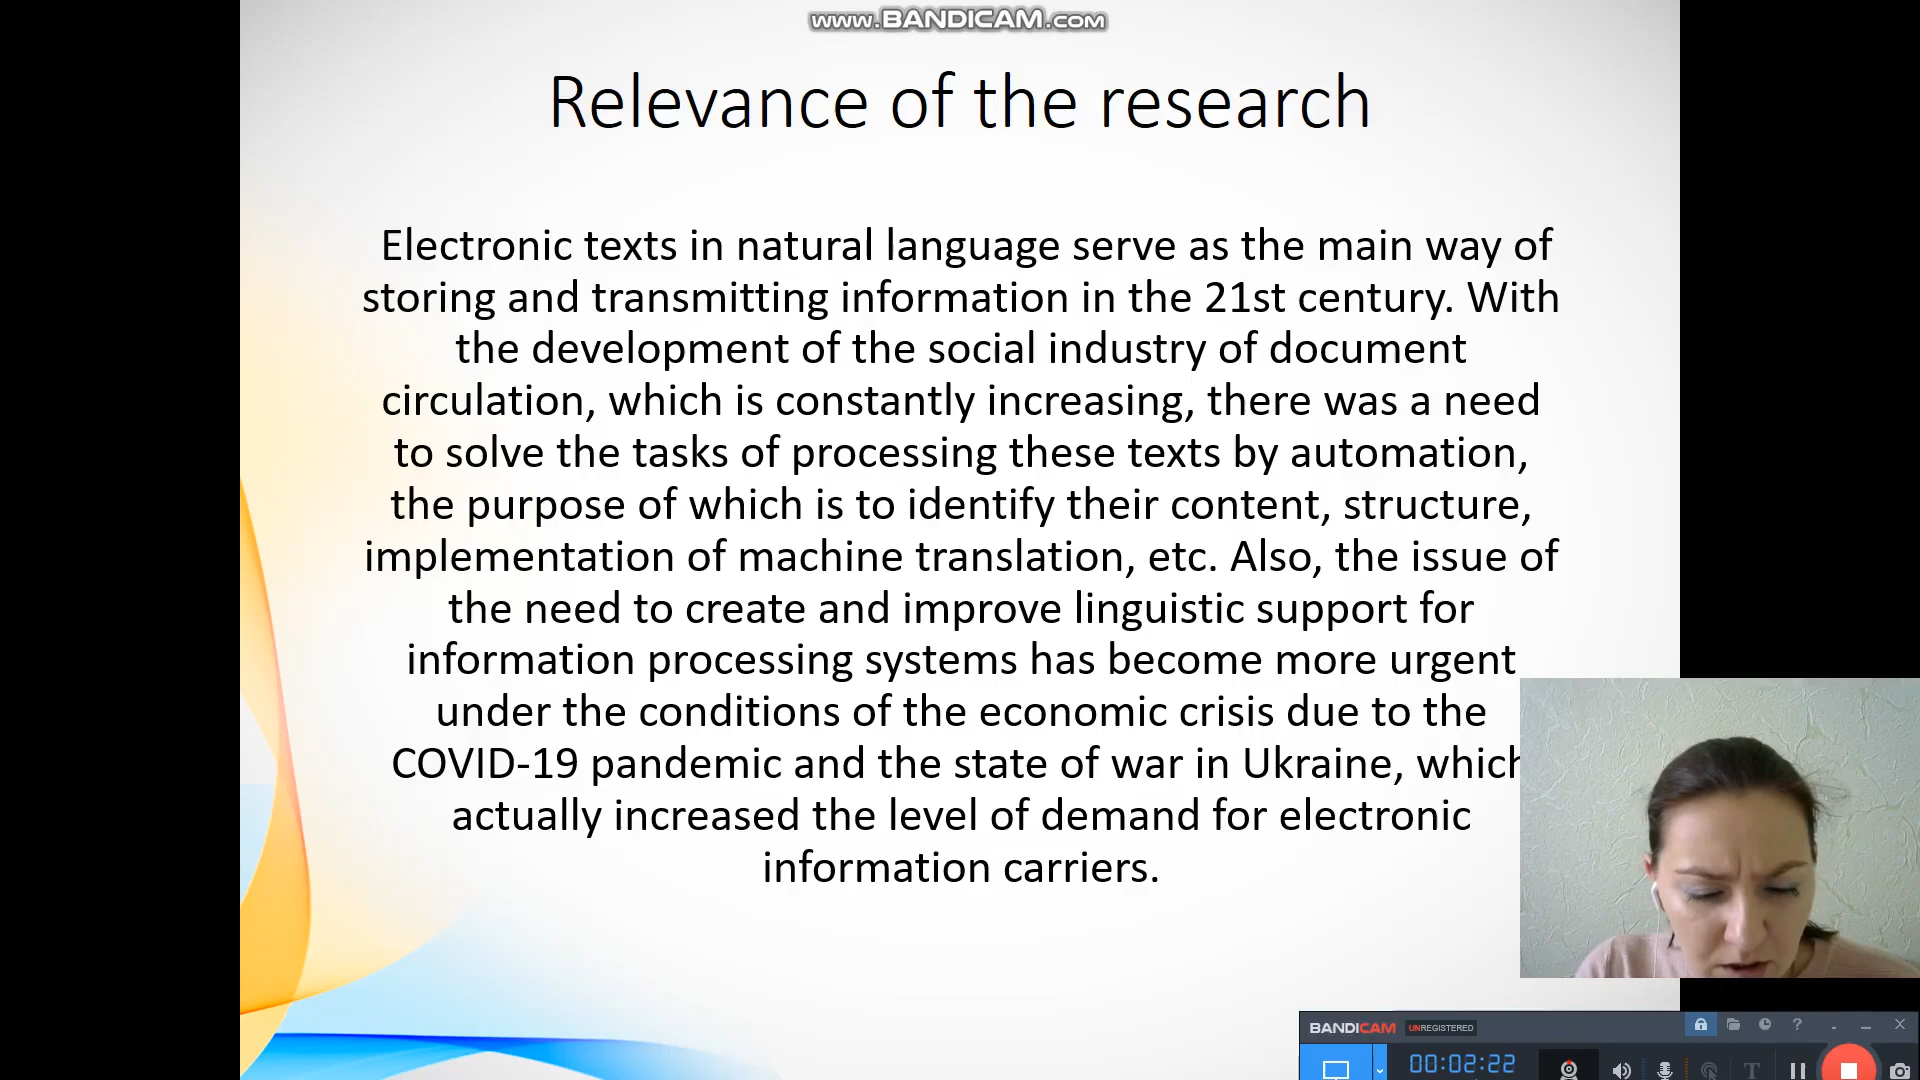 www.BANDICAM.com
Relevance of the research
Electronic texts in natural language serve as the main way of
storing and transmitting information in the 21st century. With
the development of the social industry of document
circulation, which is constantly increasing, there was a need
to solve the tasks of processing these texts by automation,
the purpose of which is to identify their content, structure,
implementation of machine translation, etc. Also, the issue of
the need to create and improve linguistic support for
information processing systems has become more urgent
under the conditions of the economic crisis due to the
COVID-19 pandemic and the state of war in Ukraine, which
actually increased the level of demand for electronic
information carriers.
BANDICAM UNREGISTERED
00:02:22